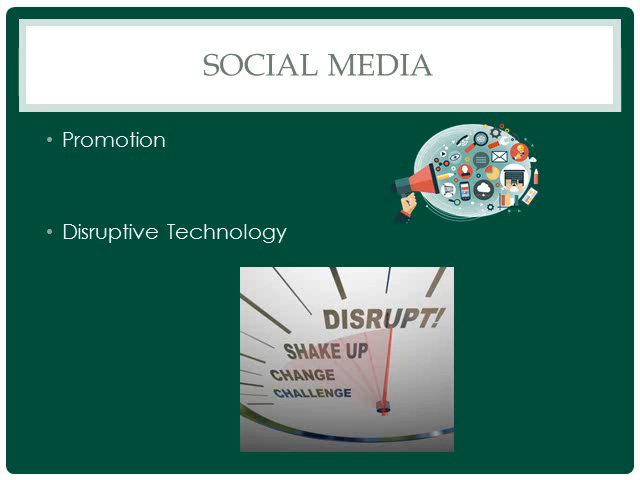 SOCIAL MEDIA
• Promotion
• Disruptive Technology
DISRUPT!
SHAKE UP
CHANGE
CHALLENGE